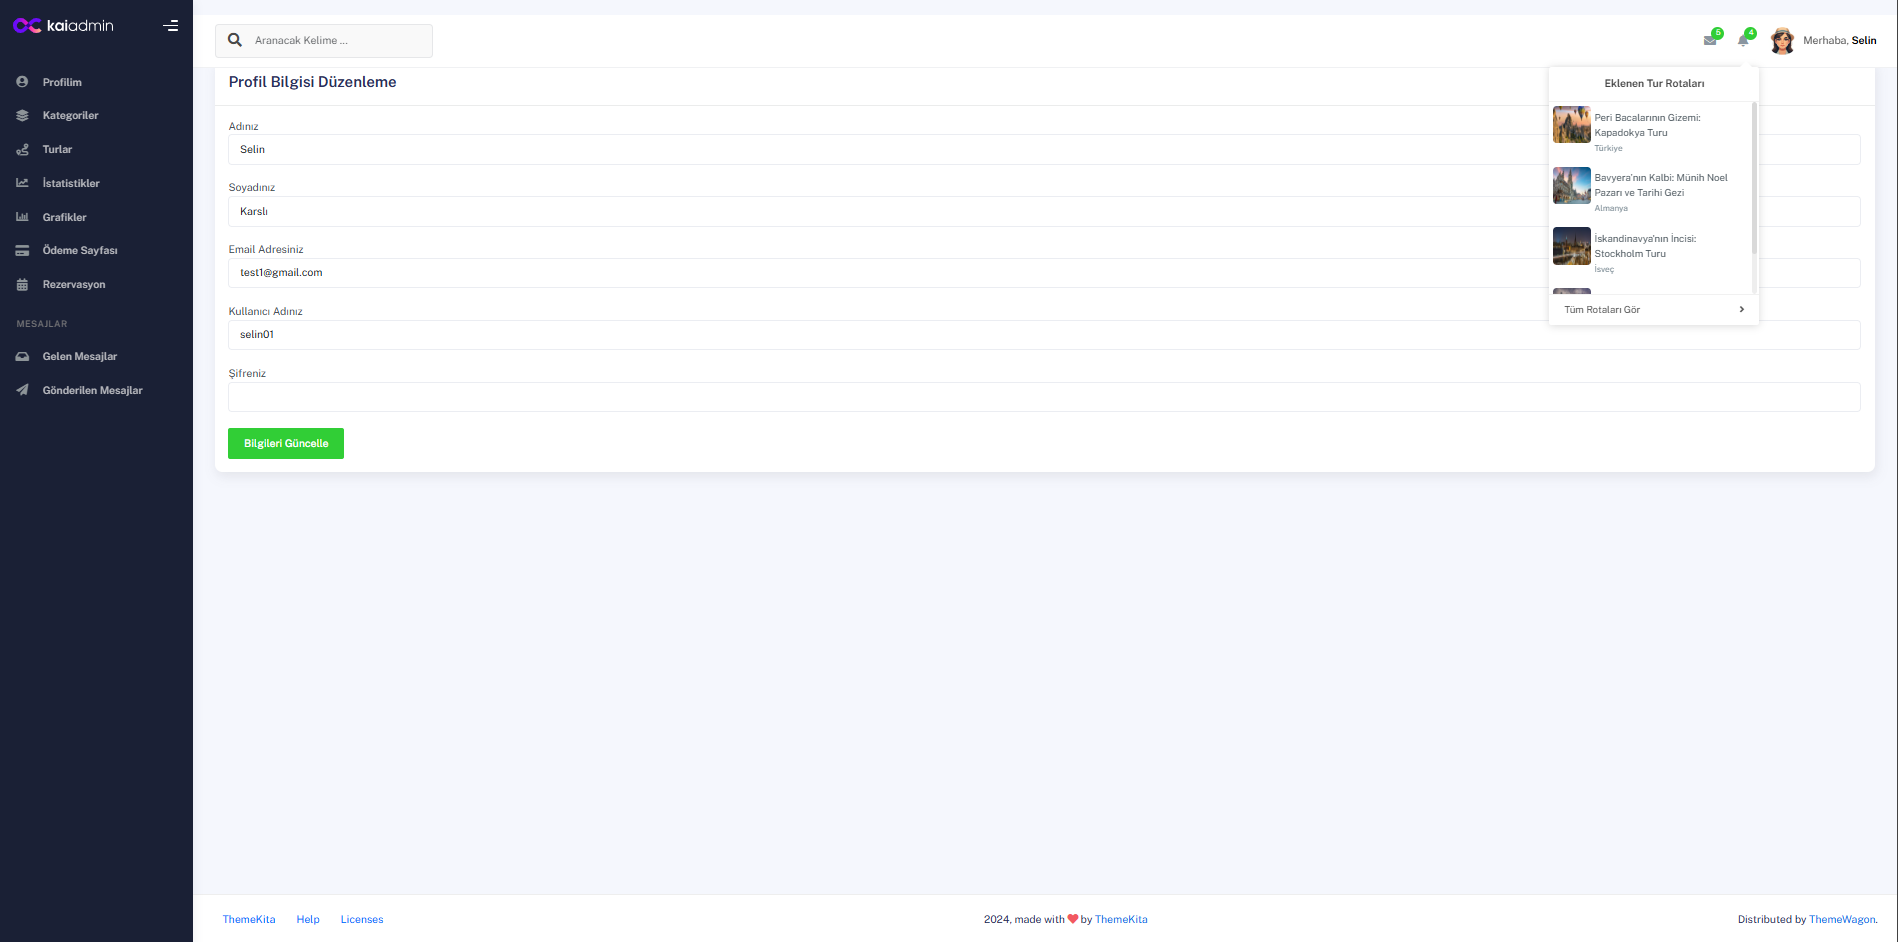 kaiadmin
Profilim
Kategoriler
Turlar
İstatistikler
Grafikler
Ödeme Sayfası
Rezervasyon
MESAJLAR
Gelen Mesajlar
Gönderilen Mesajlar
Aranacak Kelime ...
5
4
Merhaba, Selin
Profil Bilgisi Düzenleme
Adınız
Selin
Soyadınız
Karslı
Email Adresiniz
test1@gmail.com
Kullanıcı Adınız
selin01
Şifreniz
Bilgileri Güncelle
Eklenen Tur Rotaları
Peri Bacalarının Gizemi:
Kapadokya Turu
Türkiye
Bavyera'nın Kalbi: Münih Noel
Pazarı ve Tarihi Gezi
Almanya
İskandinavya'nın İncisi:
Stockholm Turu
İsveç
Tüm Rotaları Gör
ThemeKita Help Licenses
2024, made with by ThemeKita
Distributed by ThemeWagon.